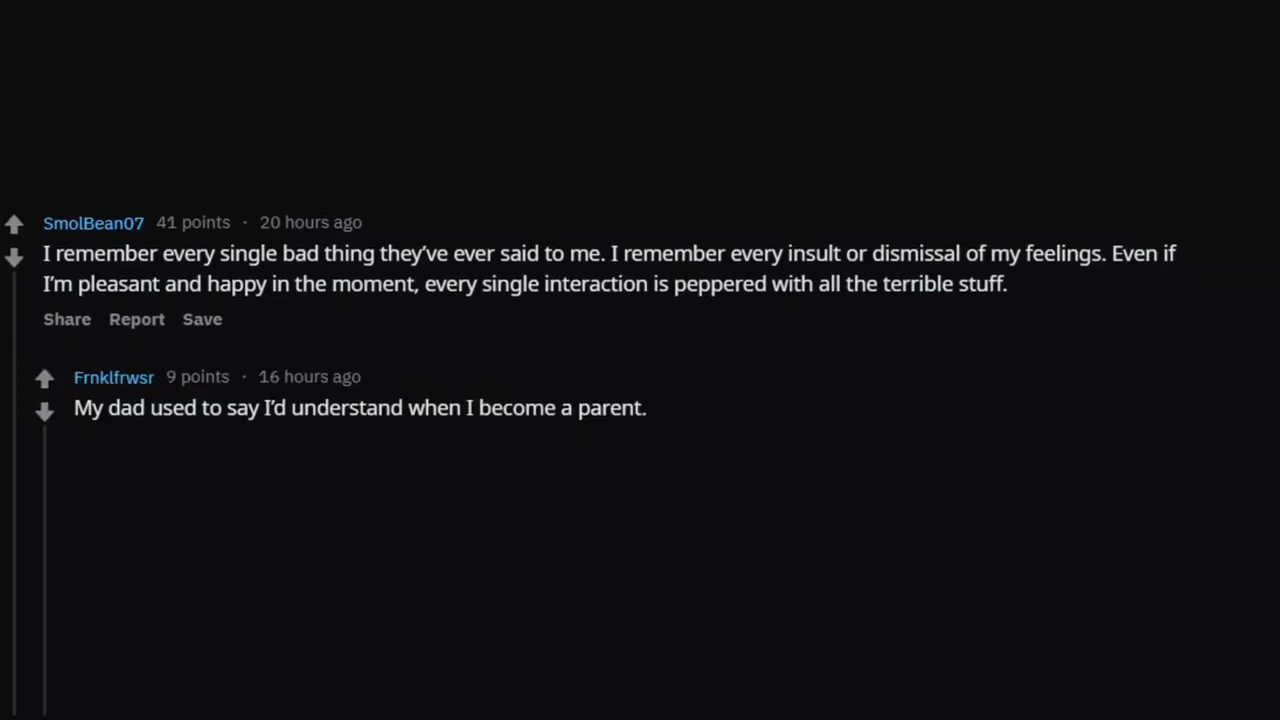 SmolBean07 41 points · 20 hours ago
I remember every single bad thing they’ve ever said to me. I remember every insult or dismissal of my feelings. Even if
I’m pleasant and happy in the moment, every single interaction is peppered with all the terrible stuff.
Share Report Save
Frnklfrwsr 9 points · 16 hours ago
My dad used to say I’d understand when I become a parent.